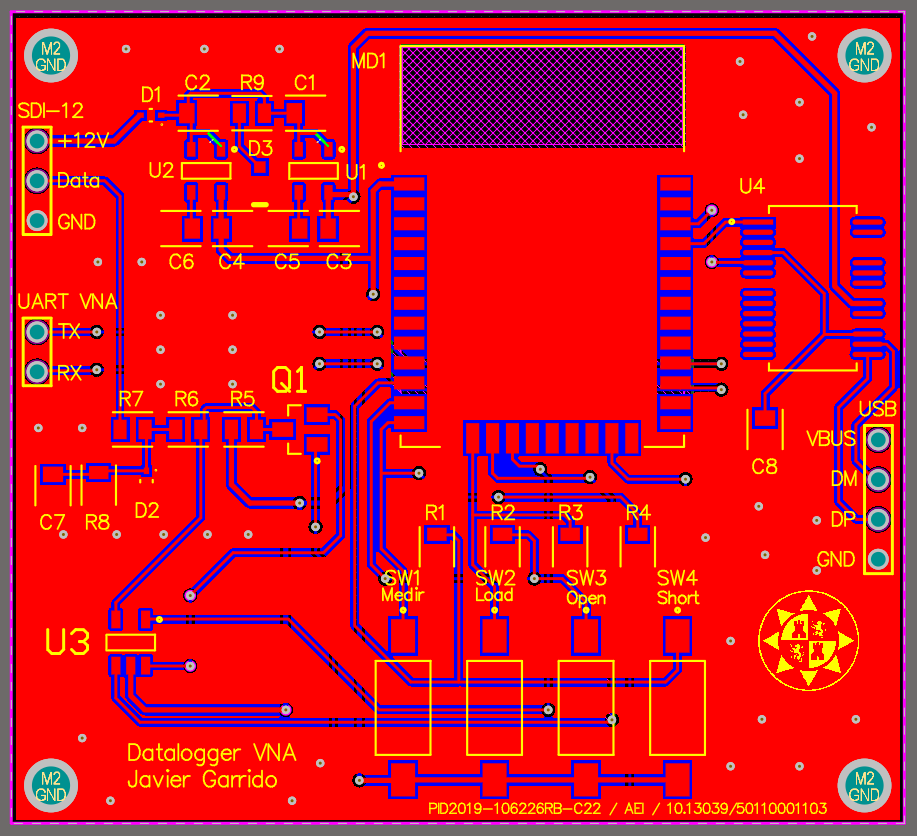 M2
GND
M2
GND
MD1
C2
R9
C1
D1
SDI-12
+12V
D3
U2
U1
Data
U4
GND
C6
C4
C5
C3
UART VNA
TX
RX
Q1
R7
R6
R5
USB
VBUS
C8
DM
C7
R8
D2
R1
R2
R3
R4
DP
GND
SW1
Medir
SW2
Load
SW3
Open
SW4
Short
U3
Datalogger VNA
Javier Garrido
M2
GND
M2
GND
PID2019-106226RB-C22 / AEI / 10.13039/50110001103